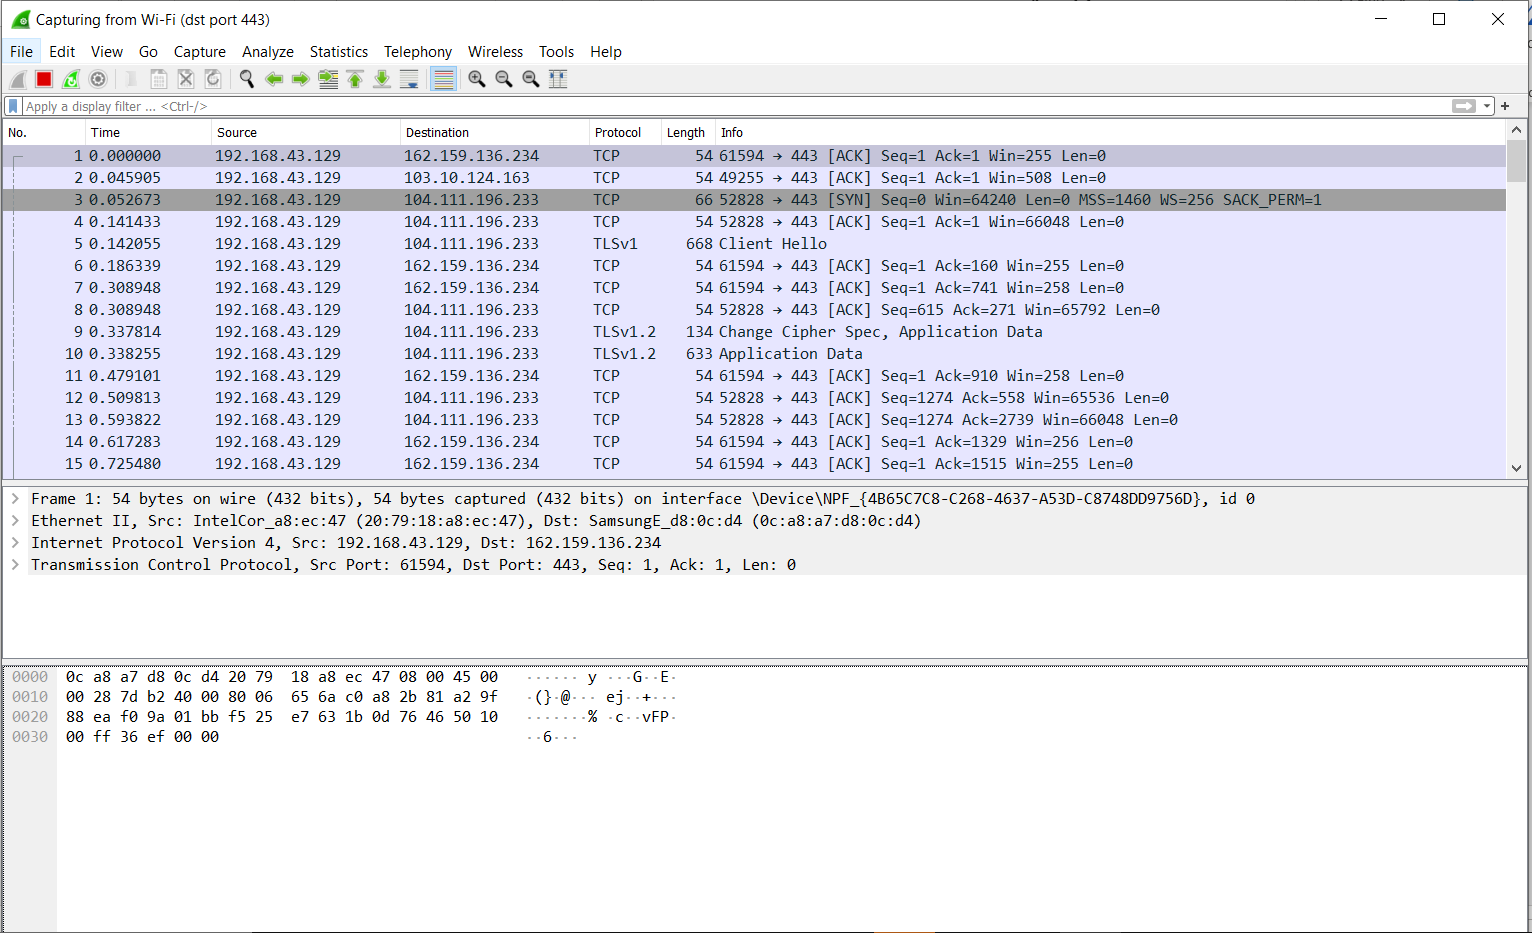 Capturing from Wi-Fi (dst port 443)
File Edit View Go Capture Analyze Statistics Telephony Wireless Tools Help
Apply a display filter ... <Ctrl-/>
No. Time Source Destination Protocol Length Info
1 0.000000 192.168.43.129 162.159.136.234 TCP 54 61594 → 443 [ACK] Seq=1 Ack=1 Win=255 Len=0
2 0.045905 192.168.43.129 103.10.124.163 TCP 54 49255 → 443 [ACK] Seq=1 Ack=1 Win=508 Len=0
3 0.052673 192.168.43.129 104.111.196.233 TCP 66 52828 → 443 [SYN] Seq=0 Win=64240 Len=0 MSS=1460 WS=256 SACK_PERM=1
4 0.141433 192.168.43.129 104.111.196.233 TCP 54 52828 → 443 [ACK] Seq=1 Ack=1 Win=66048 Len=0
5 0.142055 192.168.43.129 104.111.196.233 TLSv1 668 Client Hello
6 0.186339 192.168.43.129 162.159.136.234 TCP 54 61594 → 443 [ACK] Seq=1 Ack=160 Win=255 Len=0
7 0.308948 192.168.43.129 162.159.136.234 TCP 54 61594 → 443 [ACK] Seq=1 Ack=741 Win=258 Len=0
8 0.308948 192.168.43.129 104.111.196.233 TCP 54 52828 → 443 [ACK] Seq=615 Ack=271 Win=65792 Len=0
9 0.337814 192.168.43.129 104.111.196.233 TLSv1.2 134 Change Cipher Spec, Application Data
10 0.338255 192.168.43.129 104.111.196.233 TLSv1.2 633 Application Data
11 0.479101 192.168.43.129 162.159.136.234 TCP 54 61594 → 443 [ACK] Seq=1 Ack=910 Win=258 Len=0
12 0.509813 192.168.43.129 104.111.196.233 TCP 54 52828 → 443 [ACK] Seq=1274 Ack=558 Win=65536 Len=0
13 0.593822 192.168.43.129 104.111.196.233 TCP 54 52828 → 443 [ACK] Seq=1274 Ack=2739 Win=66048 Len=0
14 0.617283 192.168.43.129 162.159.136.234 TCP 54 61594 → 443 [ACK] Seq=1 Ack=1329 Win=256 Len=0
15 0.725480 192.168.43.129 162.159.136.234 TCP 54 61594 → 443 [ACK] Seq=1 Ack=1515 Win=255 Len=0
Frame 1: 54 bytes on wire (432 bits), 54 bytes captured (432 bits) on interface \Device\NPF_{4B65C7C8-C268-4637-A53D-C8748DD9756D}, id 0
Ethernet II, Src: IntelCor_a8:ec:47 (20:79:18:a8:ec:47), Dst: SamsungE_d8:0c:d4 (0c:a8:a7:d8:0c:d4)
Internet Protocol Version 4, Src: 192.168.43.129, Dst: 162.159.136.234
Transmission Control Protocol, Src Port: 61594, Dst Port: 443, Seq: 1, Ack: 1, Len: 0
0000 0c a8 a7 d8 0c d4 20 79 18 a8 ec 47 08 00 45 00 ······ y ···G··E·
0010 00 28 7d b2 40 00 80 06 65 6a c0 a8 2b 81 a2 9f ·(}·@··· ej··+···
0020 88 ea f0 9a 01 bb f5 25 e7 63 1b 0d 76 46 50 10 ·······% ·c··vFP·
0030 00 ff 36 ef 00 00 ··6···